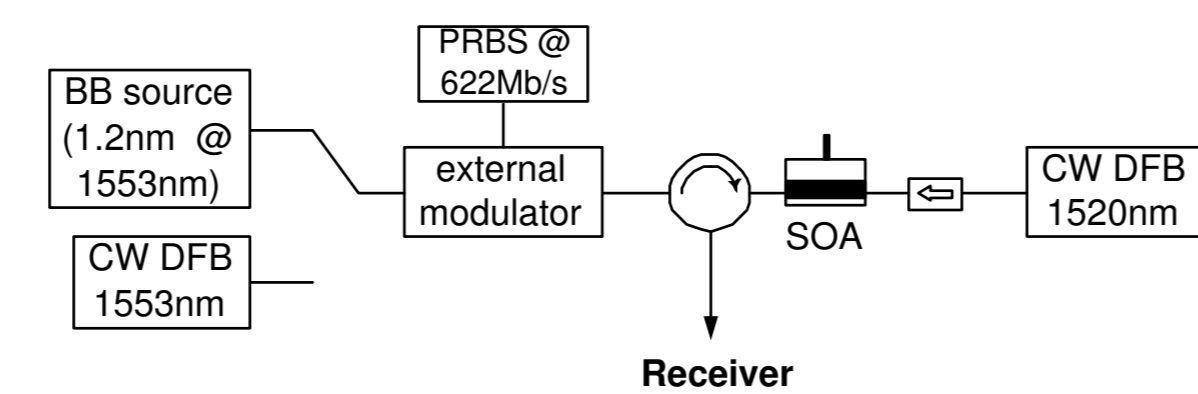 PRBS @
622Mb/s
BB source
(1.2nm @
1553nm)
external
modulator
CW DFB
1520nm
SOA
CW DFB
1553nm
Receiver